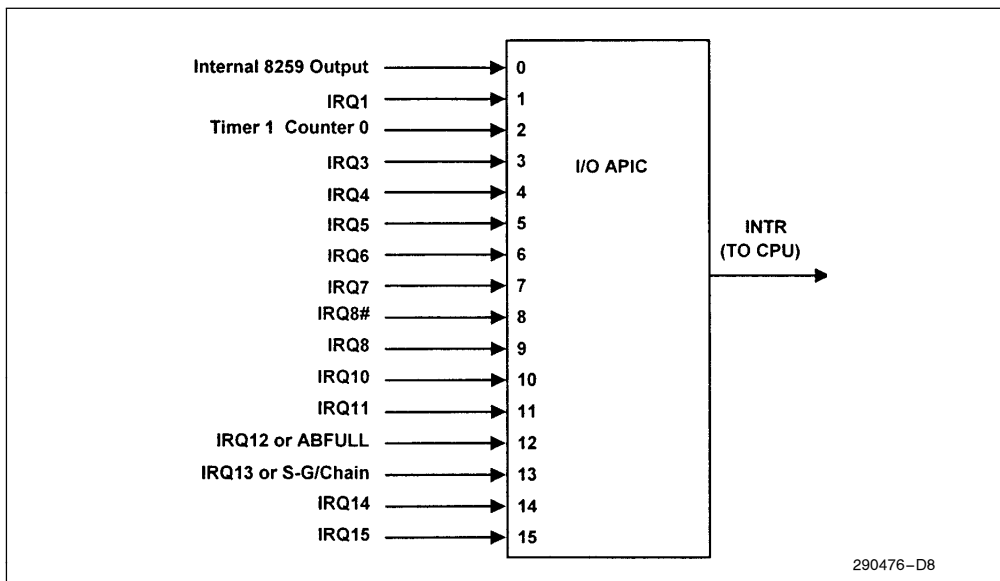 Internal 8259 Output 0
IRQ1 1
Timer 1 Counter 0 2
IRQ3 3
I/O APIC
IRQ4 4
IRQ5 5
INTR
(TO CPU)
IRQ6 6
IRQ7 7
IRQ8# 8
IRQ8 9
IRQ10 10
IRQ11 11
IRQ12 or ABFULL 12
IRQ13 or S-G/Chain 13
IRQ14 14
IRQ15 15
290476–D8